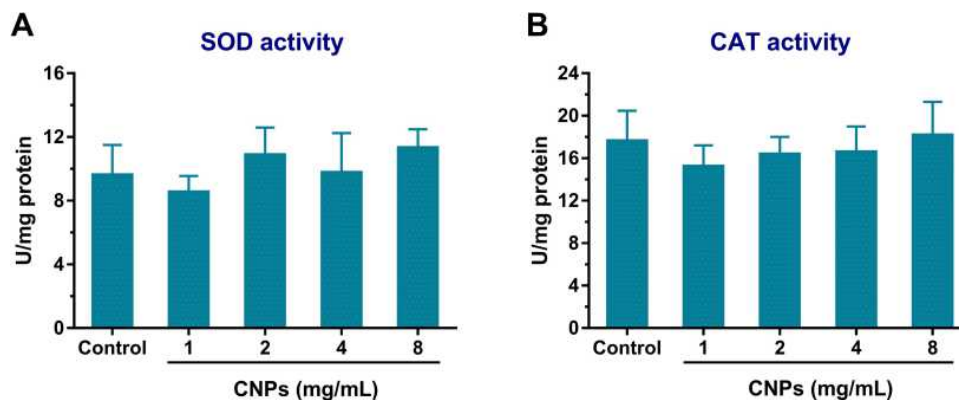 A
SOD activity
U/mg protein
16
12
8
4
0
Control 1 2 4 8
CNPs (mg/mL)
B
CAT activity
U/mg protein
24
20
16
12
8
4
0
Control 1 2 4 8
CNPs (mg/mL)